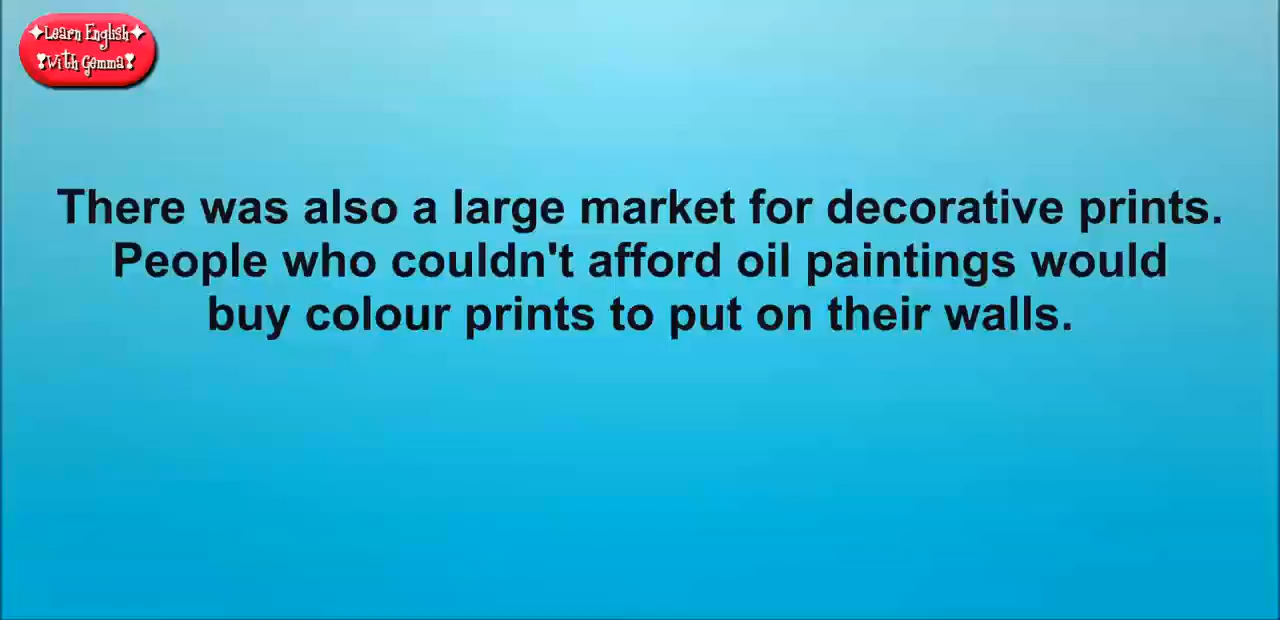 ✦Learn English✦
❣With Gemma❣
There was also a large market for decorative prints.
People who couldn't afford oil paintings would
buy colour prints to put on their walls.